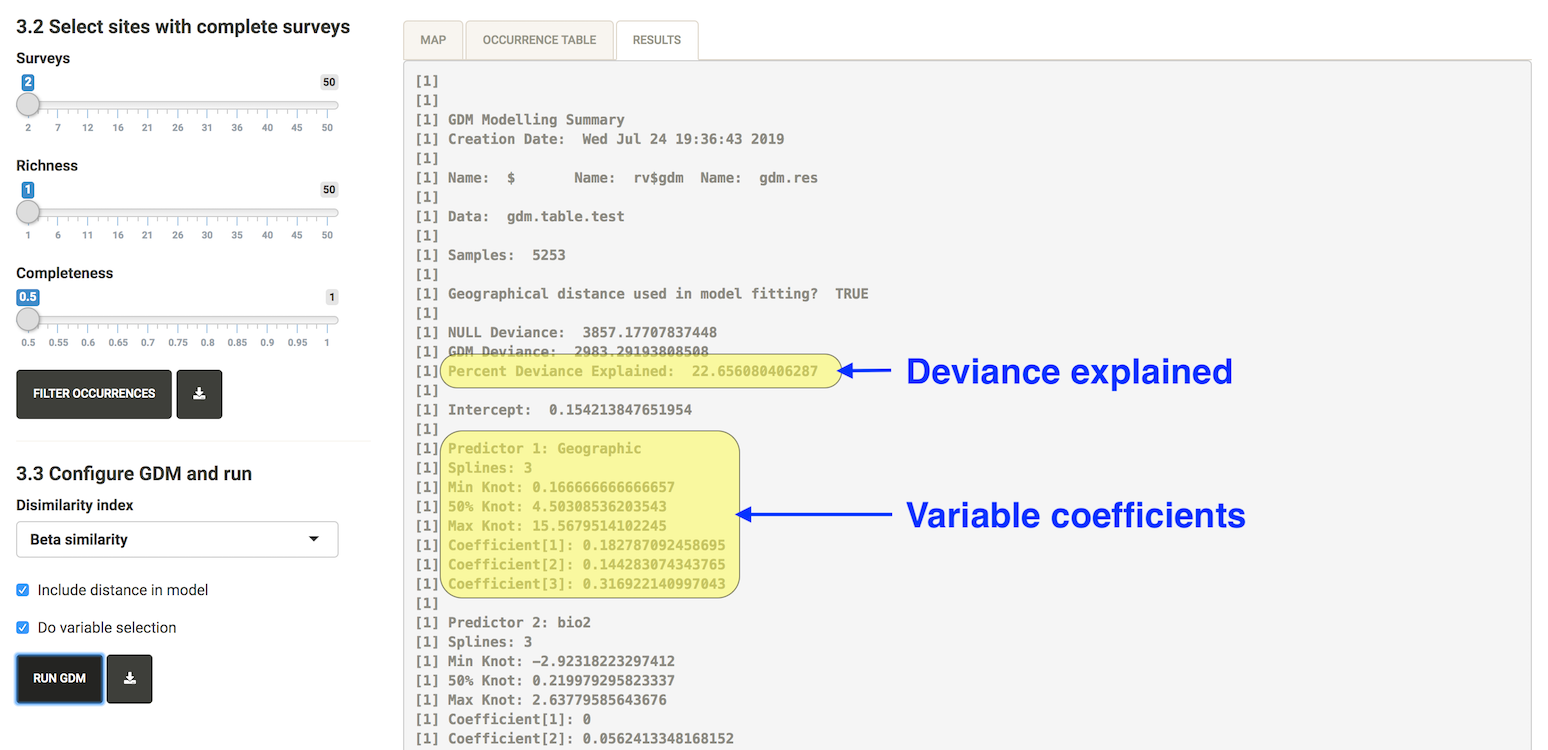 3.2 Select sites with complete surveys
Surveys
2 50
2 7 12 16 21 26 31 36 40 45 50
Richness
1 50
1 6 11 16 21 26 30 35 40 45 50
Completeness
0.5 1
0.5 0.55 0.6 0.65 0.7 0.75 0.8 0.85 0.9 0.95 1
FILTER OCCURRENCES
3.3 Configure GDM and run
Disimilarity index
Beta similarity
Include distance in model
Do variable selection
RUN GDM
MAP OCCURRENCE TABLE RESULTS
[1]
[1]
[1] GDM Modelling Summary
[1] Creation Date: Wed Jul 24 19:36:43 2019
[1]
[1] Name: $ Name: rv$gdm Name: gdm.res
[1]
[1] Data: gdm.table.test
[1]
[1] Samples: 5253
[1]
[1] Geographical distance used in model fitting? TRUE
[1]
[1] NULL Deviance: 3857.17707837448
[1] GDM Deviance: 2983.29193808508
[1] Percent Deviance Explained: 22.656080406287
[1]
[1] Intercept: 0.154213847651954
[1]
[1] Predictor 1: Geographic
[1] Splines: 3
[1] Min Knot: 0.166666666666657
[1] 50% Knot: 4.50308536203543
[1] Max Knot: 15.5679514102245
[1] Coefficient[1]: 0.182787092458695
[1] Coefficient[2]: 0.144283074343765
[1] Coefficient[3]: 0.316922140997043
[1]
[1] Predictor 2: bio2
[1] Splines: 3
[1] Min Knot: −2.92318223297412
[1] 50% Knot: 0.219979295823337
[1] Max Knot: 2.63779585643676
[1] Coefficient[1]: 0
[1] Coefficient[2]: 0.0562413348168152
Deviance explained
Variable coefficients